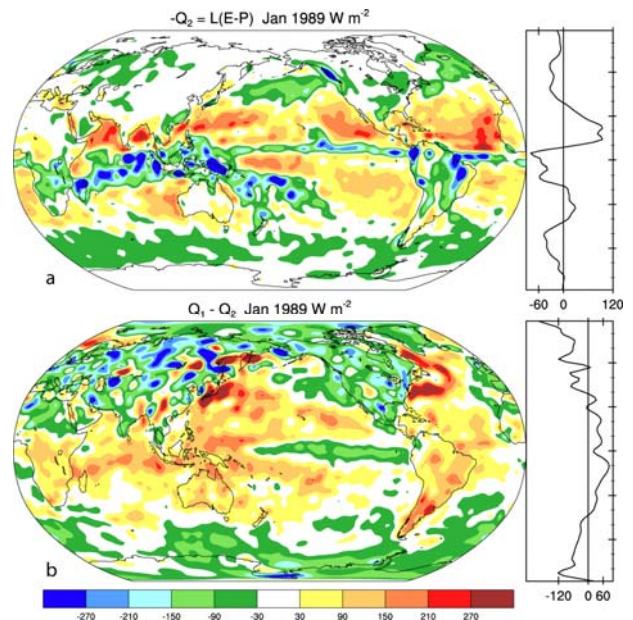 -Q₂ = L(E-P) Jan 1989 W m⁻²
a
-60 0 120
Q₁ - Q₂ Jan 1989 W m⁻²
b
-120 0 60
-270 -210 -150 -90 -30 30 90 150 210 270